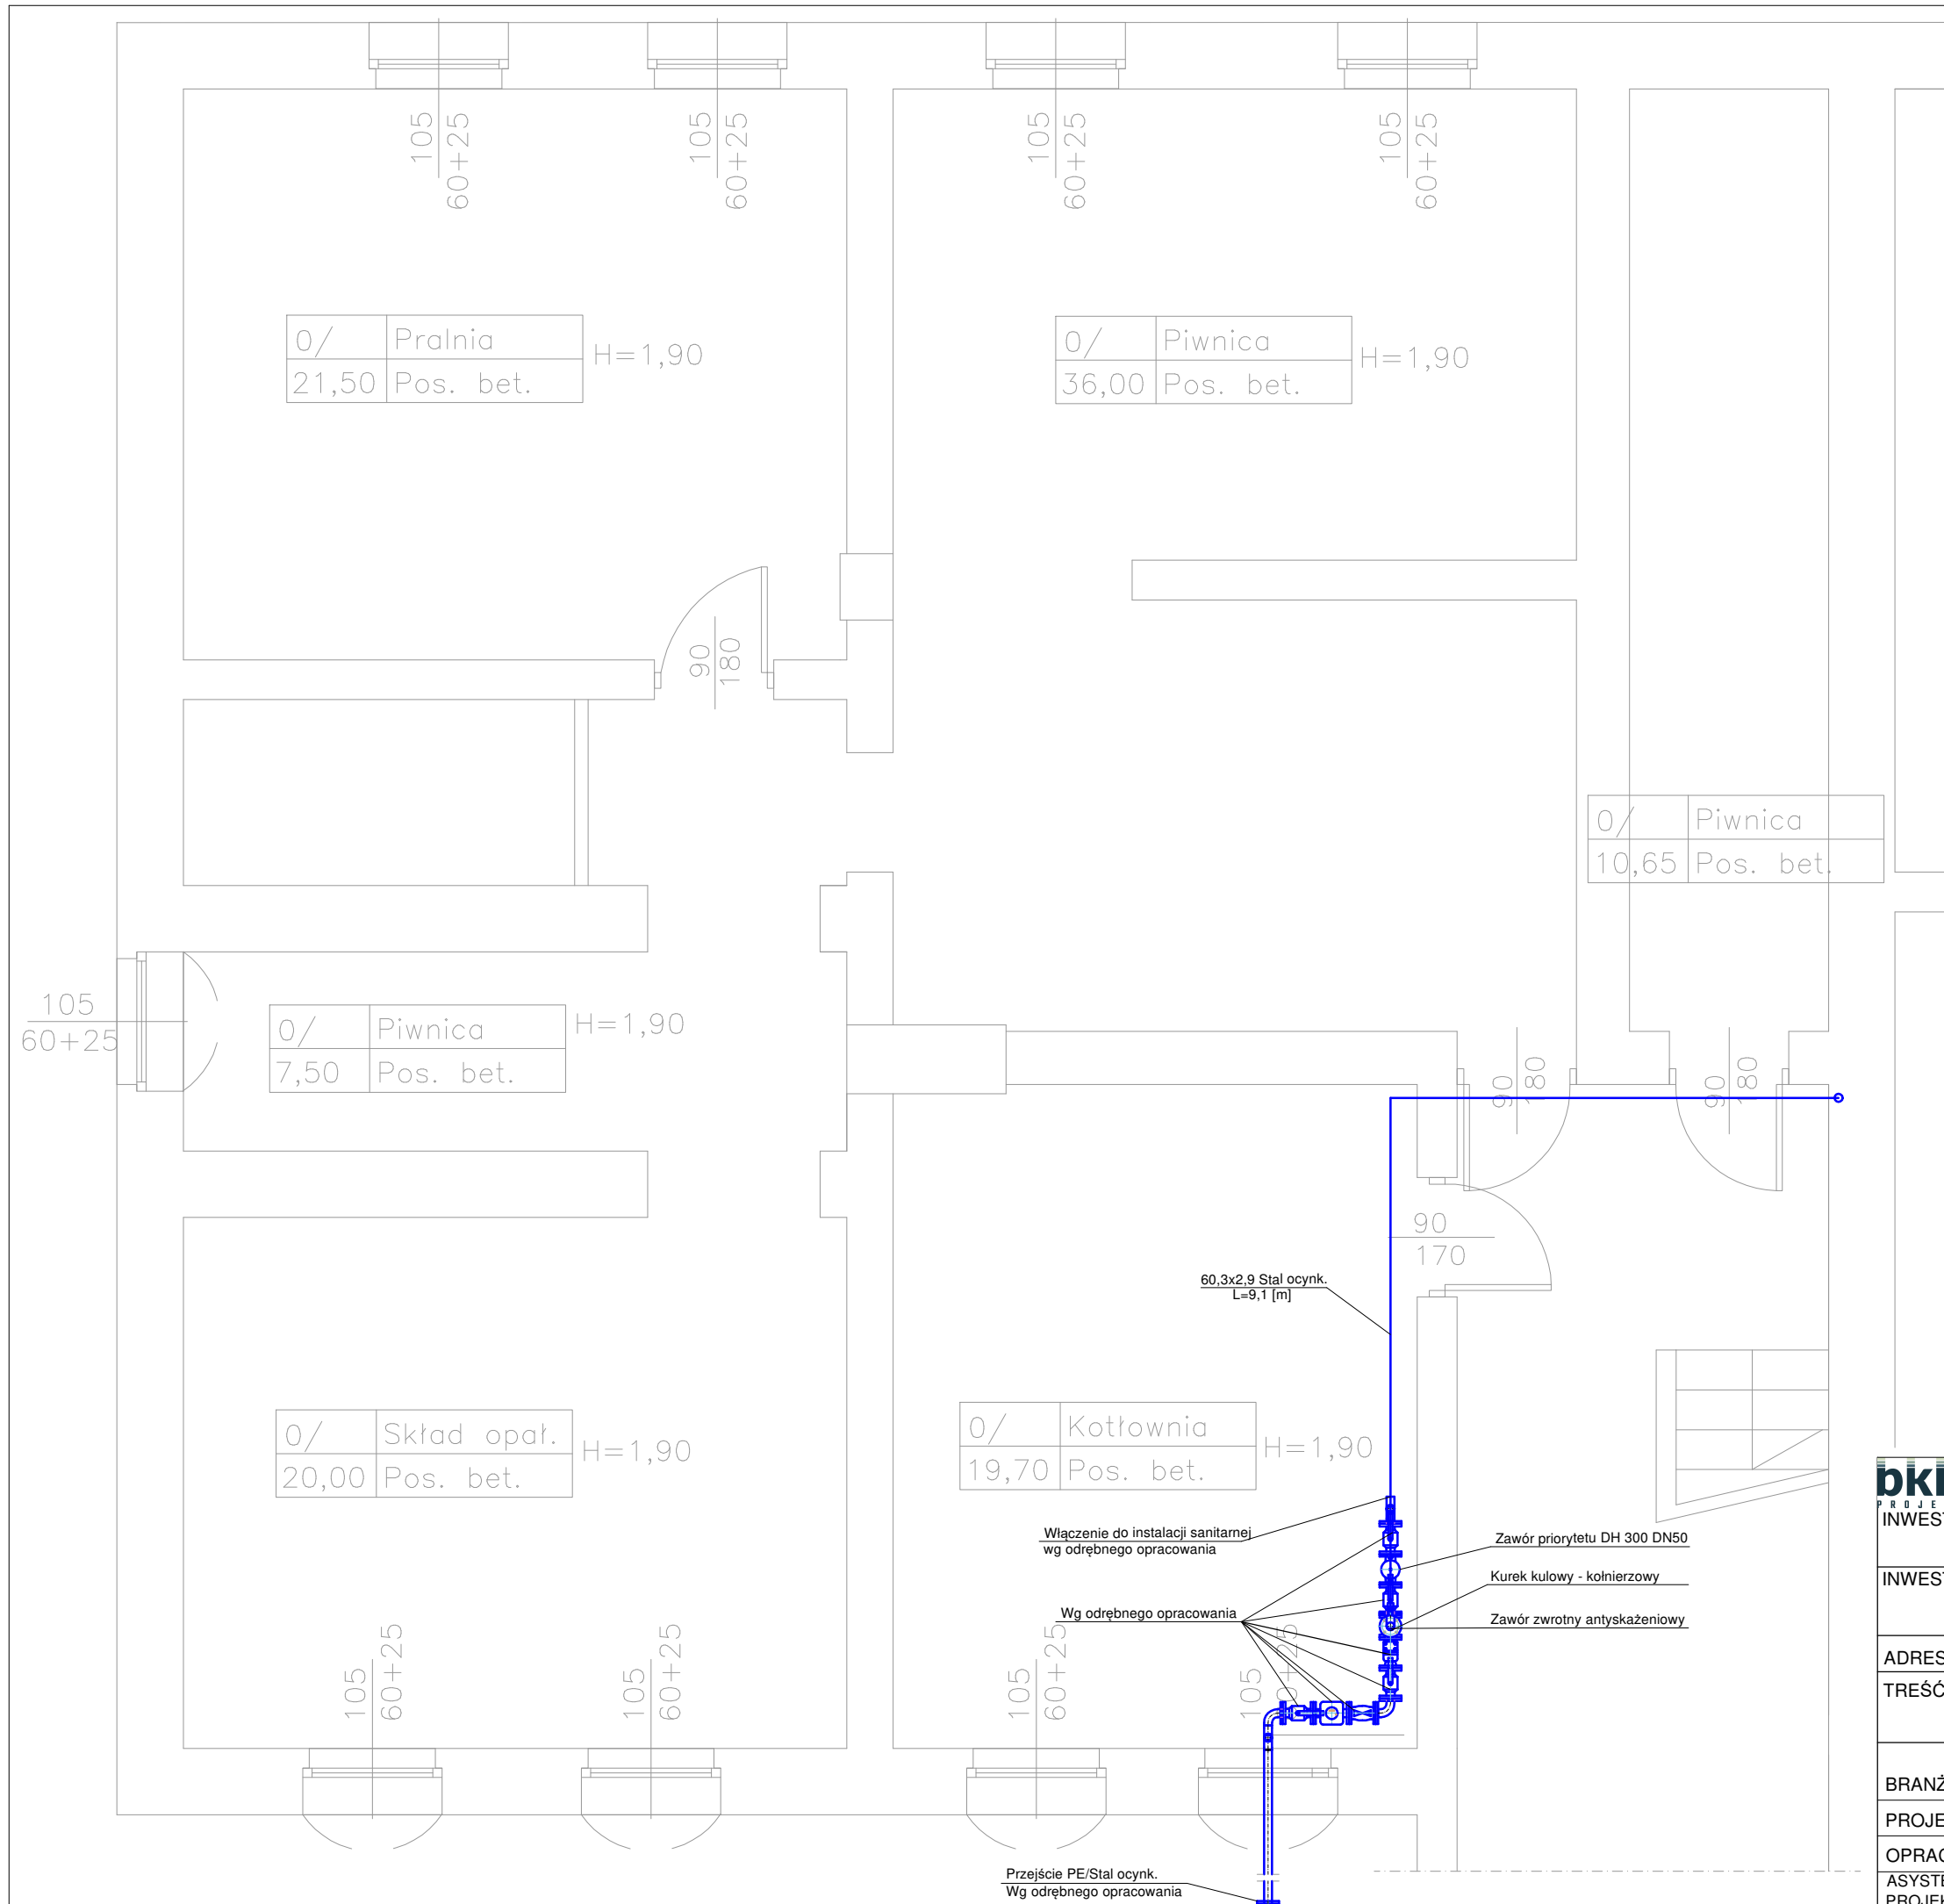 105
60+25
105
60+25
105
60+25
105
60+25
0/ Pralnia
21,50 Pos. bet.
H=1,90
0/ Piwnica
36,00 Pos. bet.
H=1,90
90
180
0/ Piwnica
10,65 Pos. bet.
105
60+25
0/ Piwnica
7,50 Pos. bet.
H=1,90
90
180
90
180
90
170
60,3x2,9 Stal ocynk.
L=9,1 [m]
0/ Skład opał.
20,00 Pos. bet.
H=1,90
0/ Kotłownia
19,70 Pos. bet.
H=1,90
Włączenie do instalacji sanitarnej
wg odrębnego opracowania
Zawór priorytetu DH 300 DN50
Kurek kulowy - kołnierzowy
Wg odrębnego opracowania
Zawór zwrotny antyskażeniowy
105
60+25
105
60+25
105
60+25
105
60+25
Przejście PE/Stal ocynk.
Wg odrębnego opracowania
INWEST
INWEST
ADRES
TREŚĆ
BRANŻ
PROJE
OPRAC
ASYSTE
PROJEK